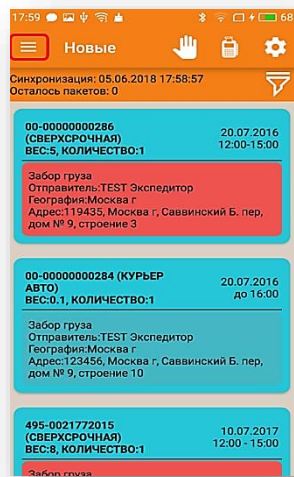 17:59 68
Новые
Синхронизация: 05.06.2018 17:58:57
Осталось пакетов: 0
00-00000000286
(СВЕРХСРОЧНАЯ)
ВЕС:5, КОЛИЧЕСТВО:1
20.07.2016
12:00-15:00
Забор груза
Отправитель:TEST Экспедитор
География:Москва г
Адрес:119435, Москва г, Саввинский Б. пер,
дом № 9, строение 3
00-00000000284 (КУРЬЕР
АВТО)
ВЕС:0.1, КОЛИЧЕСТВО:1
20.07.2016
до 16:00
Забор груза
Отправитель:TEST Экспедитор
География:Москва г
Адрес:123456, Москва г, Саввинский Б. пер,
дом № 9, строение 10
495-0021772015
(СВЕРХСРОЧНАЯ)
ВЕС:8, КОЛИЧЕСТВО:1
10.07.2017
12:00 - 15:00
Забор груза